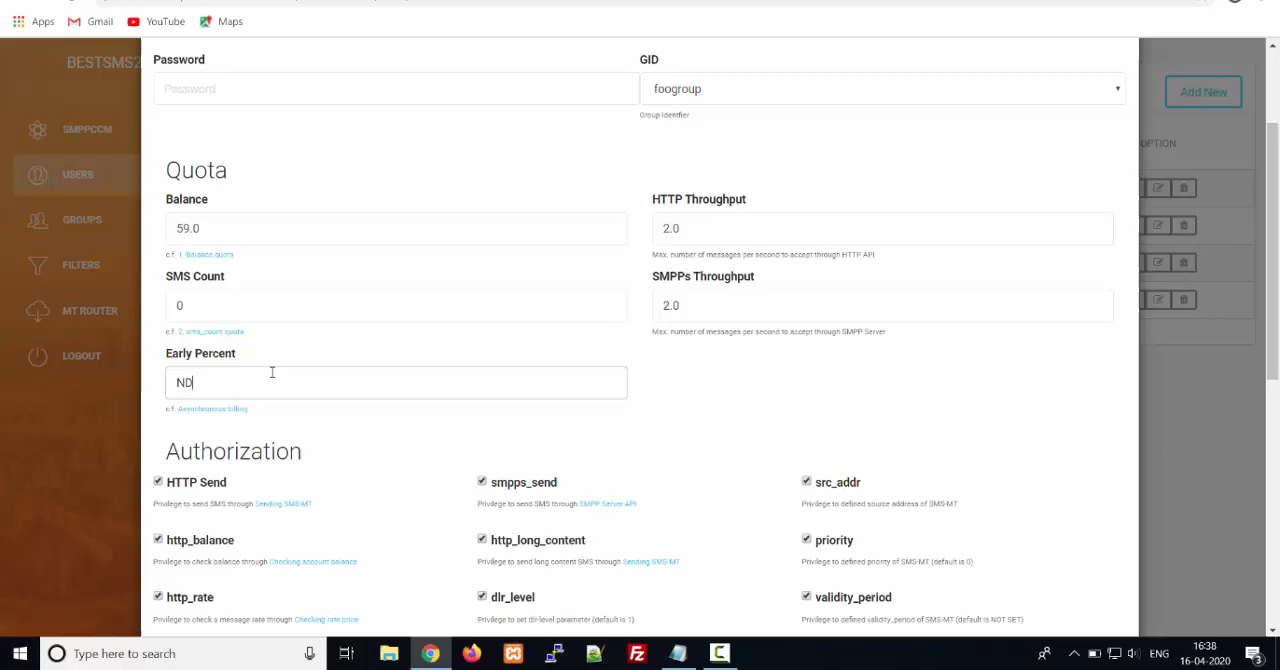 Apps Gmail YouTube Maps
BESTSMS2
Password GID
Password foogroup
Group Identifier
Add New
OPTION
SMPPCCM
USERS
GROUPS
FILTERS
MT ROUTER
LOGOUT
Quota
Balance HTTP Throughput
59.0 2.0
c.f. 1. Balance quota Max. number of messages per second to accept through HTTP API
SMS Count SMPPs Throughput
0 2.0
c.f. 2. sms_count quota Max. number of messages per second to accept through SMPP Server
Early Percent
ND
c.f. Asynchronous billing
Authorization
HTTP Send smpps_send src_addr
Privilege to send SMS through Sending SMS-MT Privilege to send SMS through SMPP Server API Privilege to defined source address of SMS-MT
http_balance http_long_content priority
Privilege to check balance through Checking account balance Privilege to send long content SMS through Sending SMS-MT Privilege to defined priority of SMS-MT (default is 0)
http_rate dlr_level validity_period
Privilege to check a message rate through Checking rate price Privilege to set dlr-level parameter (default is 1) Privilege to defined validity_period of SMS-MT (default is NOT SET)
Type here to search
ENG
16:38
16-04-2020
3